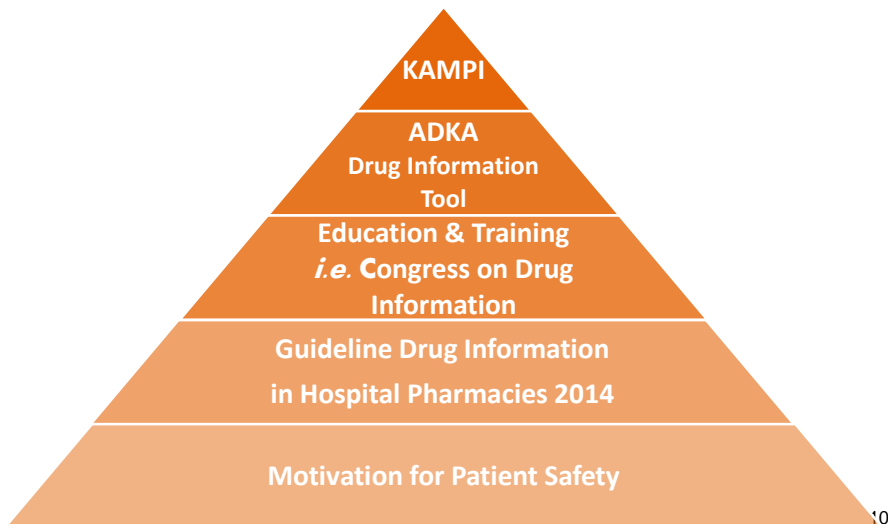 KAMPI
ADKA
Drug Information
Tool
Education & Training
i.e. Congress on Drug
Information
Guideline Drug Information
in Hospital Pharmacies 2014
Motivation for Patient Safety
10